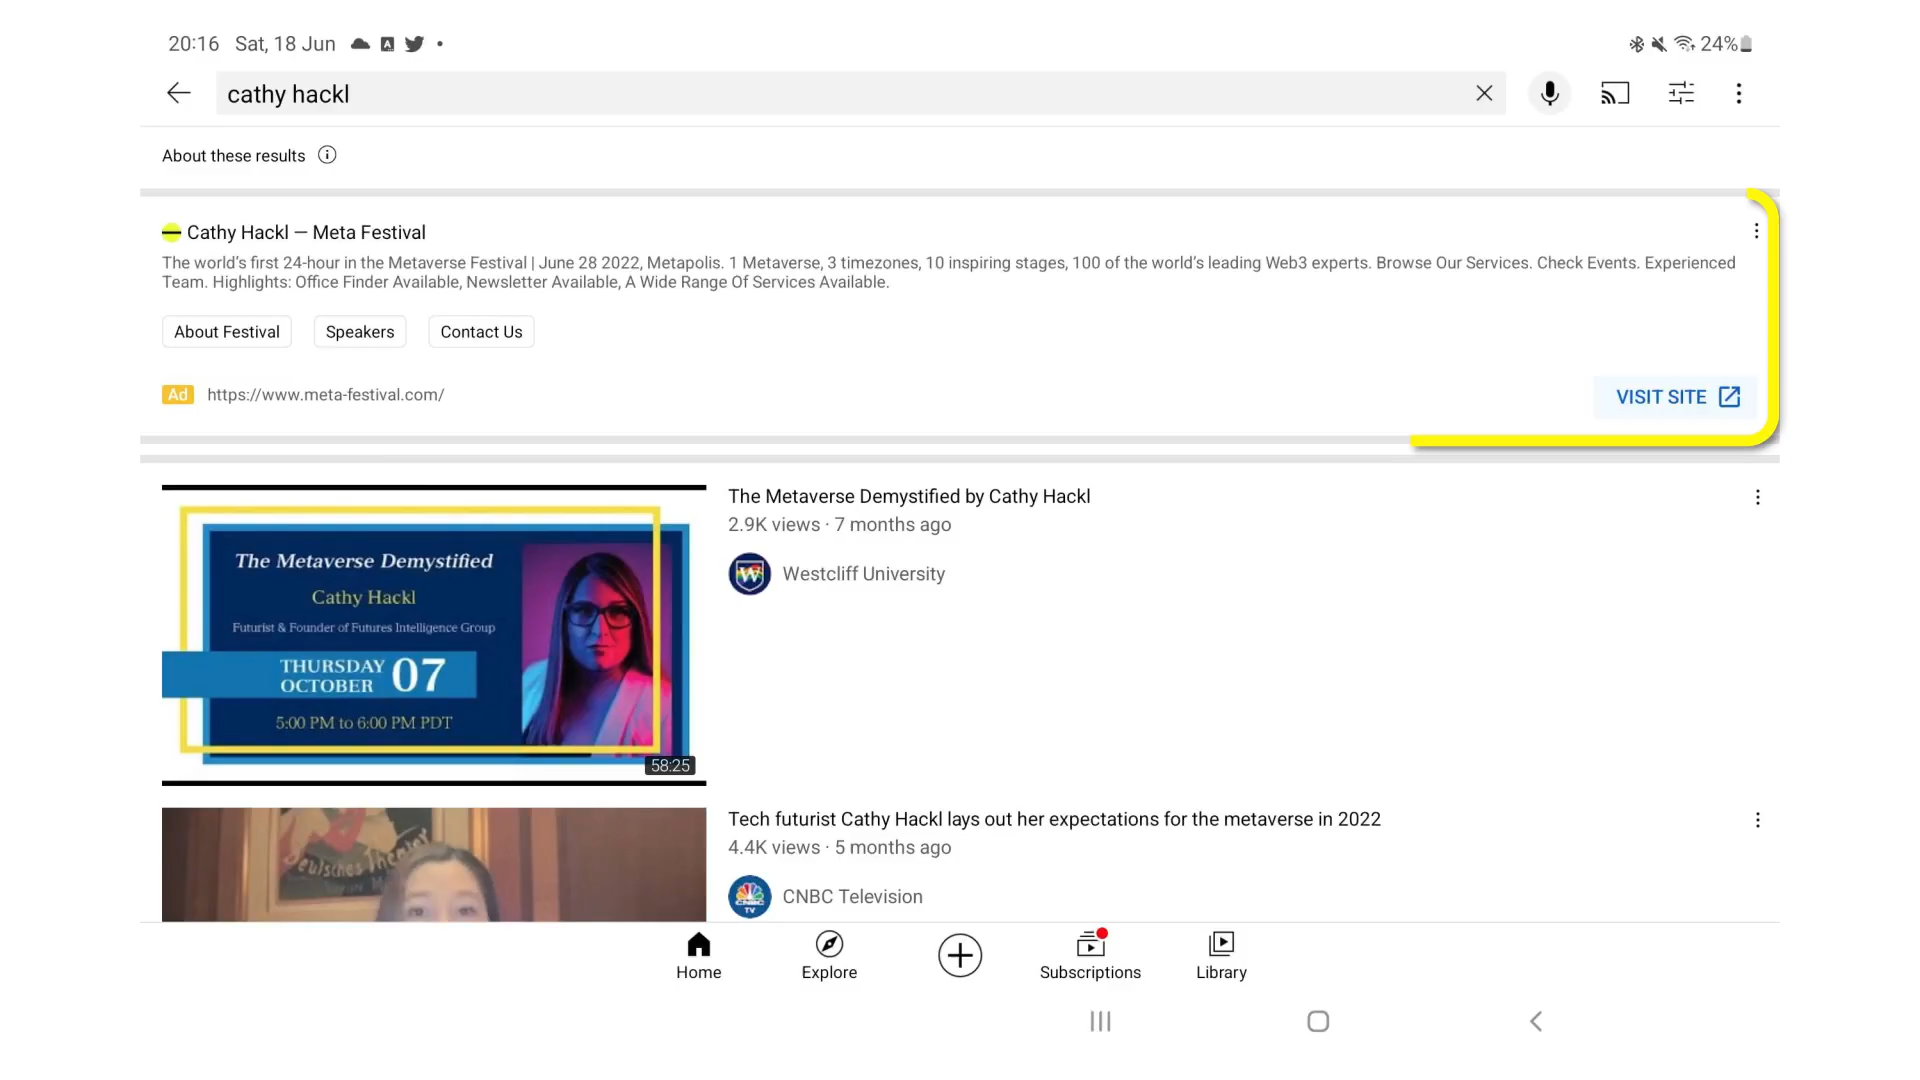 20:16 Sat, 18 Jun
24%
cathy hackl
About these results
Cathy Hackl — Meta Festival
The world's first 24-hour in the Metaverse Festival | June 28 2022, Metapolis. 1 Metaverse, 3 timezones, 10 inspiring stages, 100 of the world's leading Web3 experts. Browse Our Services. Check Events. Experienced
Team. Highlights: Office Finder Available, Newsletter Available, A Wide Range Of Services Available.
About Festival Speakers Contact Us
Ad https://www.meta-festival.com/
VISIT SITE
The Metaverse Demystified
Cathy Hackl
Futurist & Founder of Futures Intelligence Group
THURSDAY
OCTOBER 07
5:00 PM to 6:00 PM PDT
58:25
The Metaverse Demystified by Cathy Hackl
2.9K views · 7 months ago
W
Westcliff University
Deutsches Theater
Tech futurist Cathy Hackl lays out her expectations for the metaverse in 2022
4.4K views · 5 months ago
CNBC
TV
CNBC Television
Home Explore Subscriptions Library